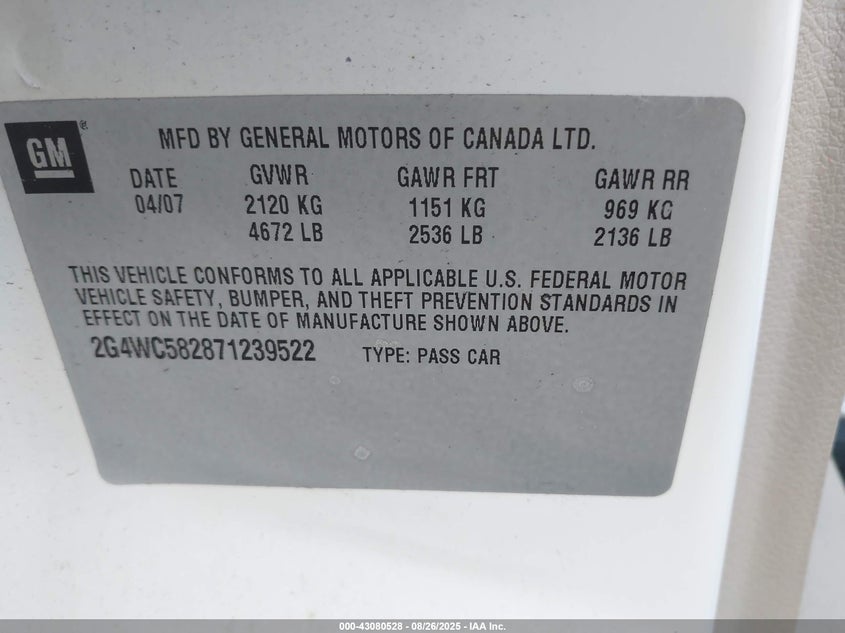 GM®
MFD BY GENERAL MOTORS OF CANADA LTD.
DATE GVWR GAWR FRT GAWR RR
04/07 2120 KG 1151 KG 969 KG
4672 LB 2536 LB 2136 LB
THIS VEHICLE CONFORMS TO ALL APPLICABLE U.S. FEDERAL MOTOR
VEHICLE SAFETY, BUMPER, AND THEFT PREVENTION STANDARDS IN
EFFECT ON THE DATE OF MANUFACTURE SHOWN ABOVE.
2G4WC582871239522 TYPE: PASS CAR
000-43080528 - 08/26/2025 - IAA Inc.